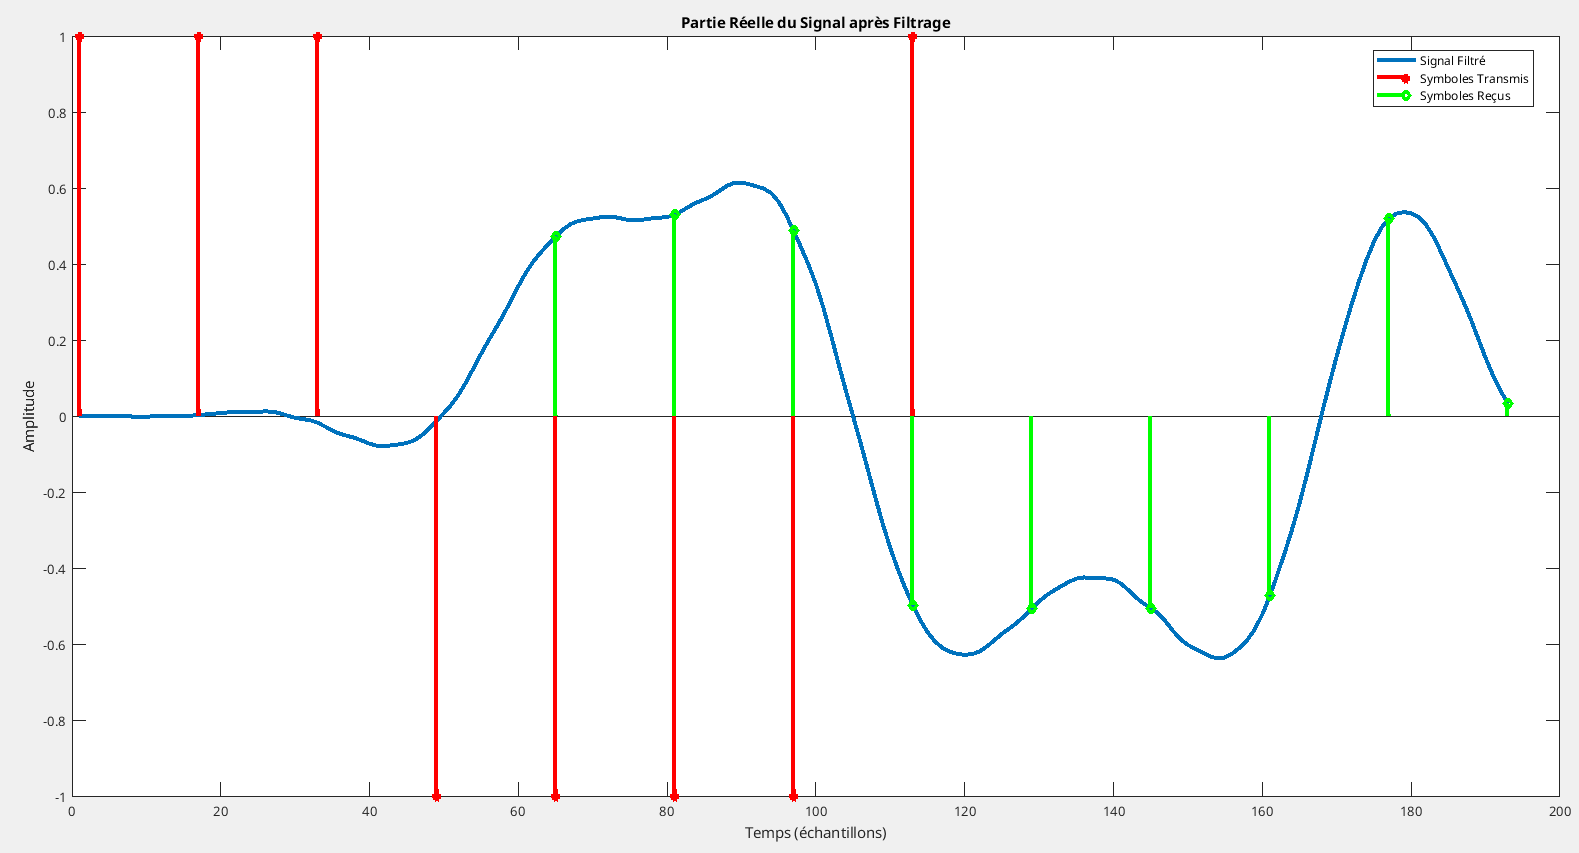 Partie Réelle du Signal après Filtrage
1
0.8
0.6
0.4
0.2
0
-0.2
-0.4
-0.6
-0.8
-1
Amplitude
Signal Filtré
Symboles Transmis
Symboles Reçus
0 20 40 60 80 100 120 140 160 180 200
Temps (échantillons)